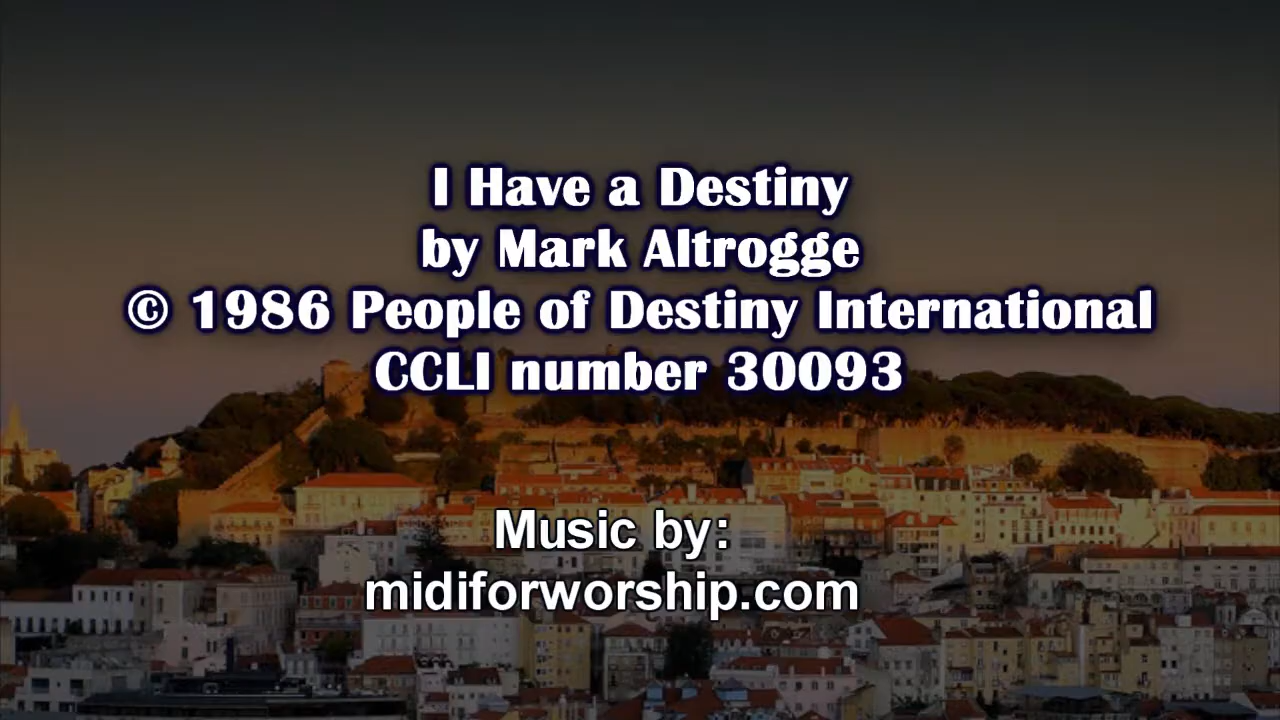 I Have a Destiny
by Mark Altrogge
© 1986 People of Destiny International
CCLI number 30093
Music by:
midiforworship.com